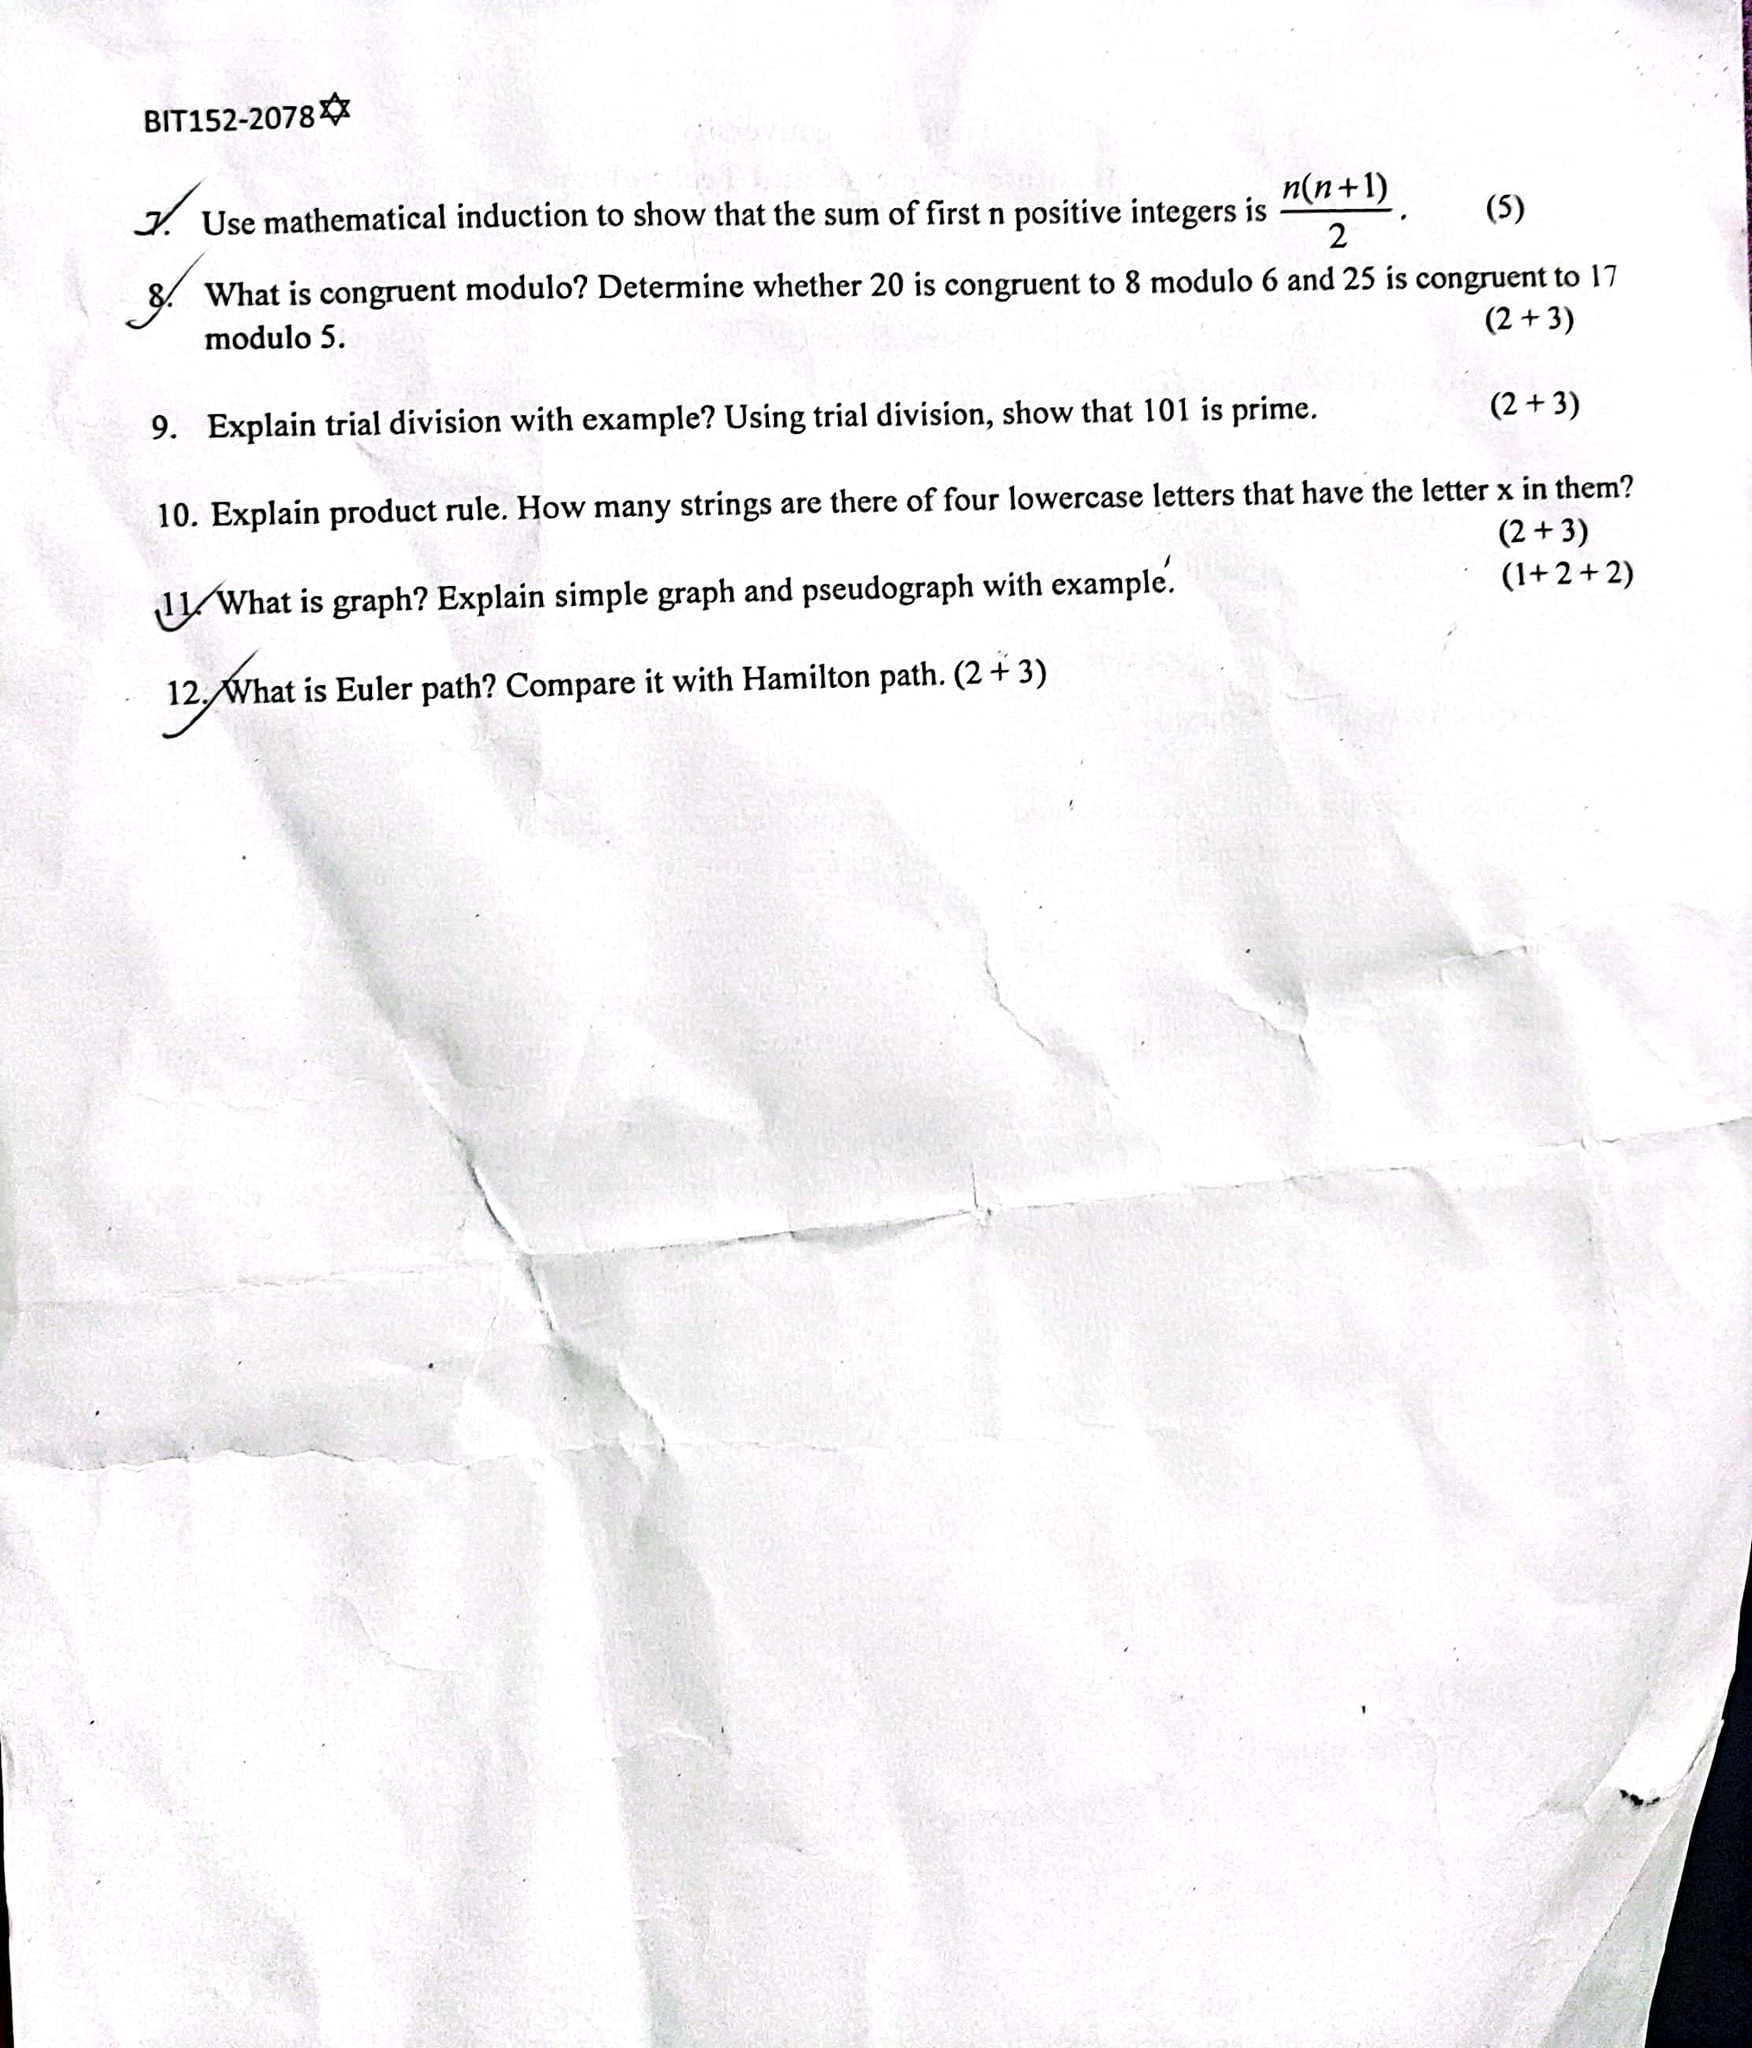 BIT152-2078✡
7. Use mathematical induction to show that the sum of first n positive integers is n(n+1)/2. (5)
8. What is congruent modulo? Determine whether 20 is congruent to 8 modulo 6 and 25 is congruent to 17
modulo 5. (2 + 3)
9. Explain trial division with example? Using trial division, show that 101 is prime. (2 + 3)
10. Explain product rule. How many strings are there of four lowercase letters that have the letter x in them?
(2 + 3)
11. What is graph? Explain simple graph and pseudograph with example. (1+ 2 + 2)
12. What is Euler path? Compare it with Hamilton path. (2 + 3)